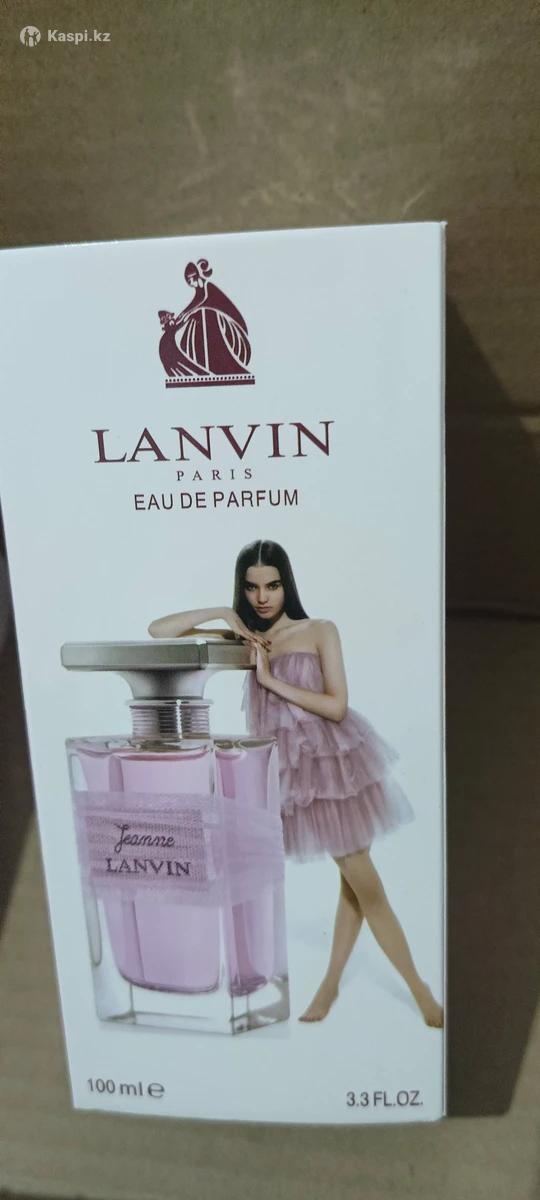 Kaspi.kz
LANVIN
PARIS
EAU DE PARFUM
Jeanne
LANVIN
100 ml ℮
3.3 FL.OZ.